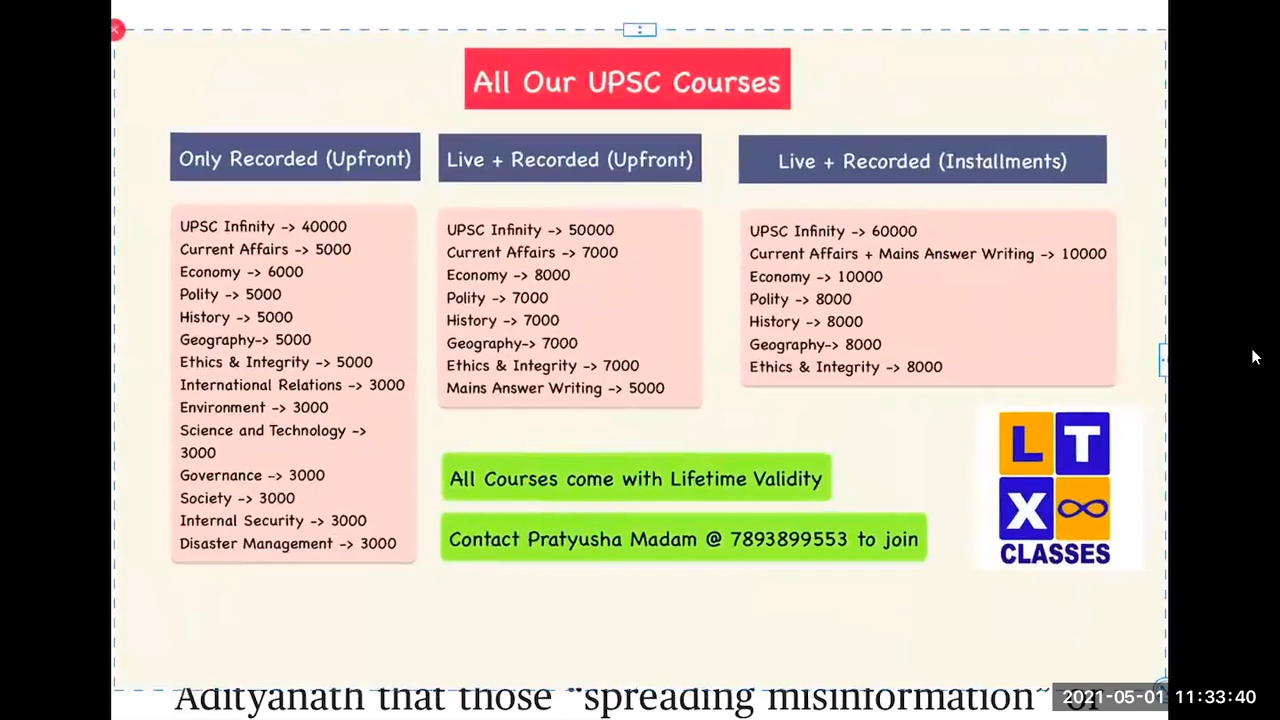 All Our UPSC Courses
Only Recorded (Upfront)
UPSC Infinity -> 40000
Current Affairs -> 5000
Economy -> 6000
Polity -> 5000
History -> 5000
Geography-> 5000
Ethics & Integrity -> 5000
International Relations -> 3000
Environment -> 3000
Science and Technology ->
3000
Governance -> 3000
Society -> 3000
Internal Security -> 3000
Disaster Management -> 3000
Live + Recorded (Upfront)
UPSC Infinity -> 50000
Current Affairs -> 7000
Economy -> 8000
Polity -> 7000
History -> 7000
Geography-> 7000
Ethics & Integrity -> 7000
Mains Answer Writing -> 5000
Live + Recorded (Installments)
UPSC Infinity -> 60000
Current Affairs + Mains Answer Writing -> 10000
Economy -> 10000
Polity -> 8000
History -> 8000
Geography-> 8000
Ethics & Integrity -> 8000
All Courses come with Lifetime Validity
Contact Pratyusha Madam @ 7893899553 to join
L T
X ∞
CLASSES
Adityanath that those “spreading misinformation” or
2021-05-01 11:33:40